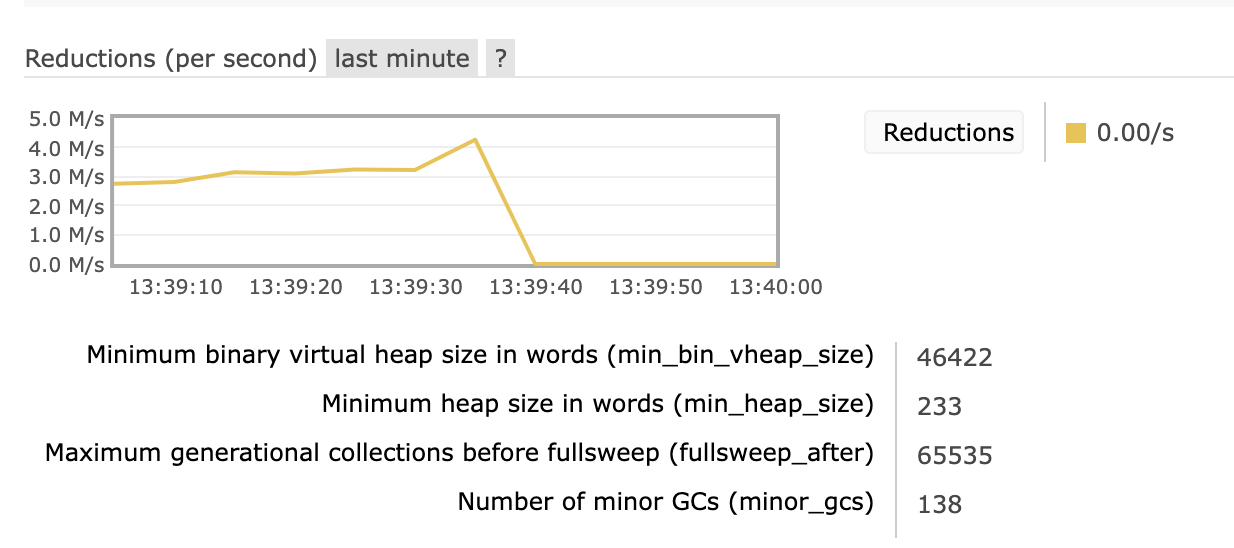 Reductions (per second) last minute ?
5.0 M/s
4.0 M/s
3.0 M/s
2.0 M/s
1.0 M/s
0.0 M/s
13:39:10 13:39:20 13:39:30 13:39:40 13:39:50 13:40:00
Reductions 0.00/s
Minimum binary virtual heap size in words (min_bin_vheap_size) 46422
Minimum heap size in words (min_heap_size) 233
Maximum generational collections before fullsweep (fullsweep_after) 65535
Number of minor GCs (minor_gcs) 138